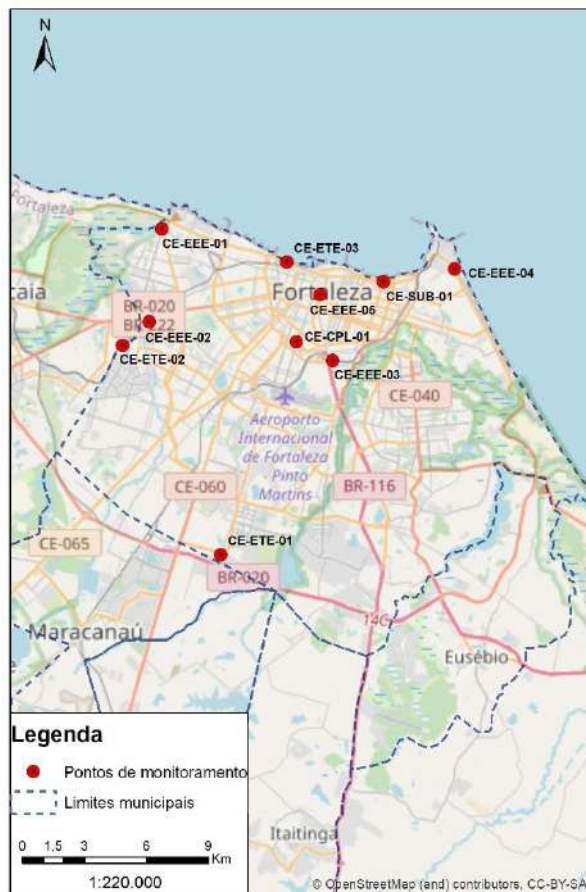 N
Fortaleza
CE-EEE-01
CE-ETE-03
CE-EEE-04
Fortaleza
CE-SUB-01
CE-EEE-05
caia
BR-020
BR-222
CE-EEE-02
CE-CPL-01
CE-ETE-02
CE-EEE-03
CE-040
Aeroporto
Internacional
de Fortaleza
- Pinto
Martins
CE-060
BR-116
CE-065
CE-ETE-01
BR-020
Maracanaú
Eusébio
Legenda
Pontos de monitoramento
Limites municipais
0 1,5 3 6 9
Km
1:220.000
Itaitinga
© OpenStreetMap (and) contributors, CC-BY-SA